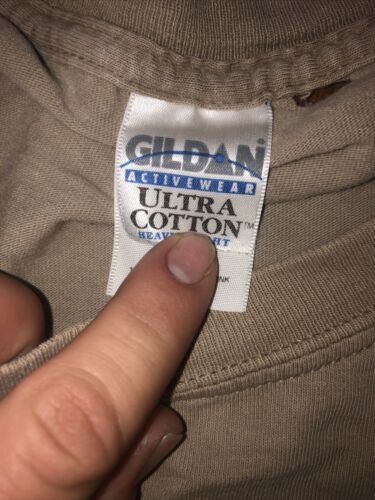 GILDAN
ACTIVEWEAR
ULTRA
COTTON™